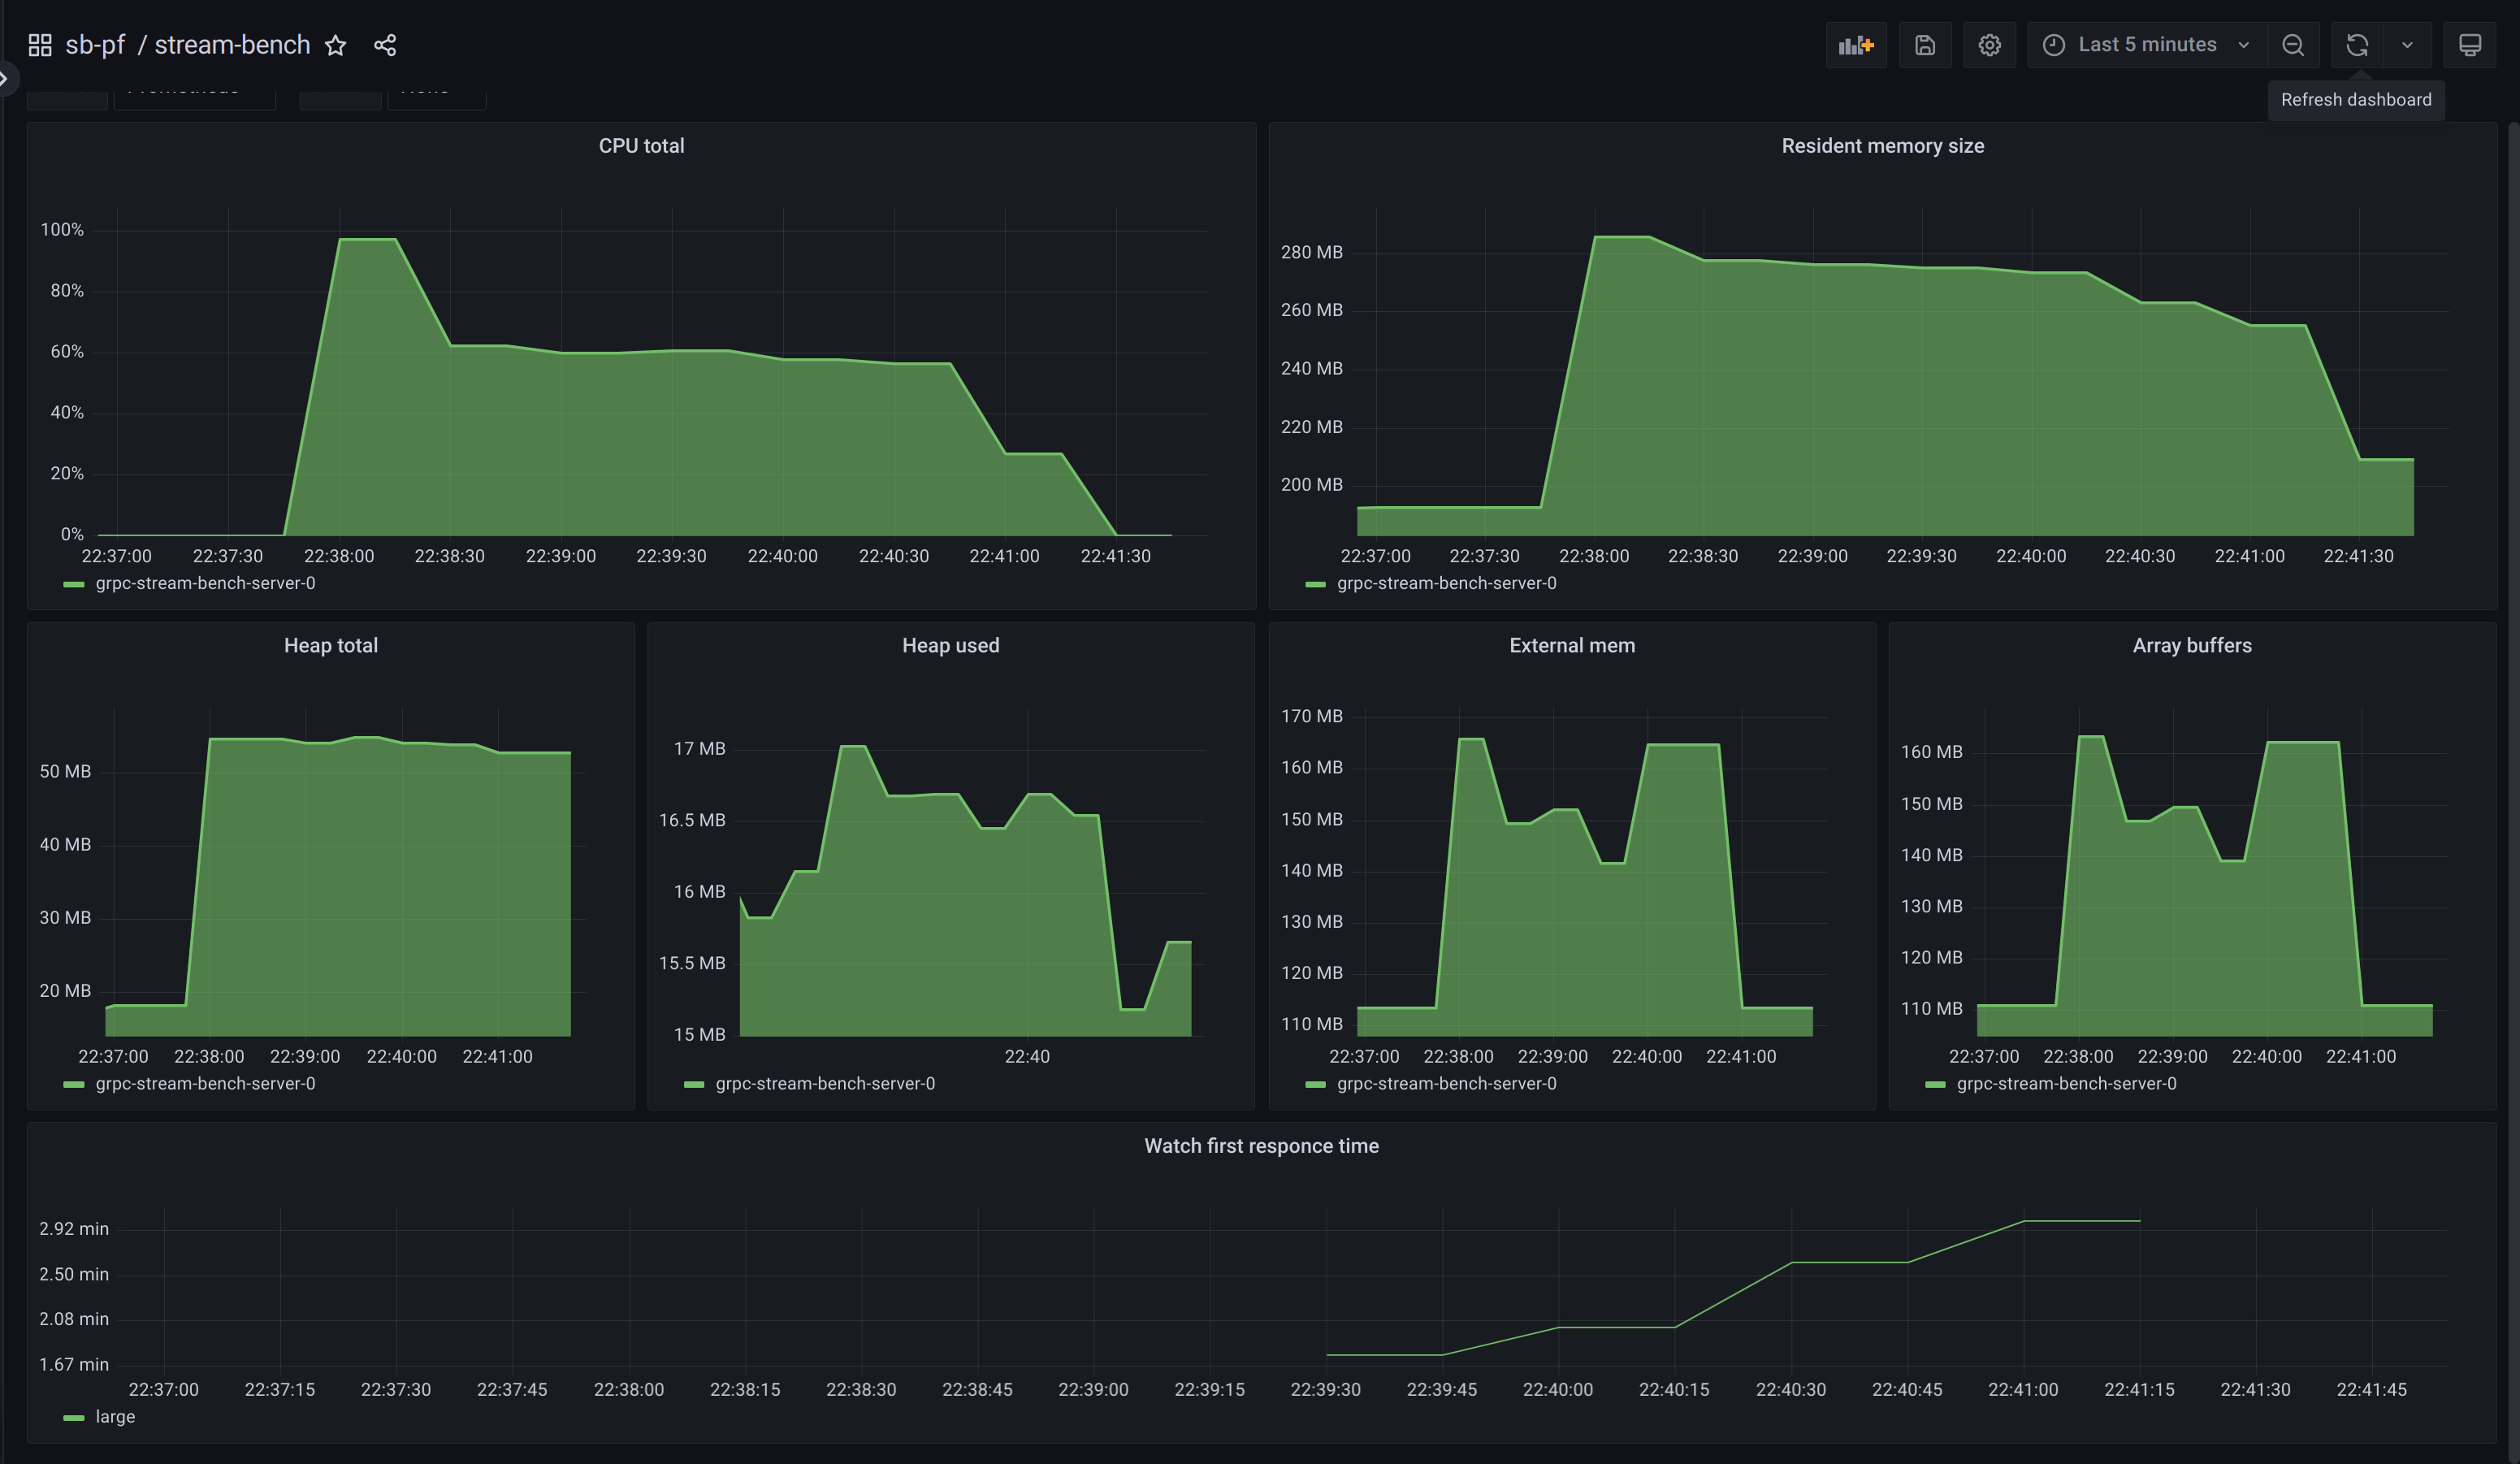 sb-pf / stream-bench
Last 5 minutes
Refresh dashboard
CPU total
100%
80%
60%
40%
20%
0%
22:37:00 22:37:30 22:38:00 22:38:30 22:39:00 22:39:30 22:40:00 22:40:30 22:41:00 22:41:30
grpc-stream-bench-server-0
Resident memory size
280 MB
260 MB
240 MB
220 MB
200 MB
22:37:00 22:37:30 22:38:00 22:38:30 22:39:00 22:39:30 22:40:00 22:40:30 22:41:00 22:41:30
grpc-stream-bench-server-0
Heap total
50 MB
40 MB
30 MB
20 MB
22:37:00 22:38:00 22:39:00 22:40:00 22:41:00
grpc-stream-bench-server-0
Heap used
17 MB
16.5 MB
16 MB
15.5 MB
15 MB
22:40
grpc-stream-bench-server-0
External mem
170 MB
160 MB
150 MB
140 MB
130 MB
120 MB
110 MB
22:37:00 22:38:00 22:39:00 22:40:00 22:41:00
grpc-stream-bench-server-0
Array buffers
160 MB
150 MB
140 MB
130 MB
120 MB
110 MB
22:37:00 22:38:00 22:39:00 22:40:00 22:41:00
grpc-stream-bench-server-0
Watch first responce time
2.92 min
2.50 min
2.08 min
1.67 min
22:37:00 22:37:15 22:37:30 22:37:45 22:38:00 22:38:15 22:38:30 22:38:45 22:39:00 22:39:15 22:39:30 22:39:45 22:40:00 22:40:15 22:40:30 22:40:45 22:41:00 22:41:15 22:41:30 22:41:45
large